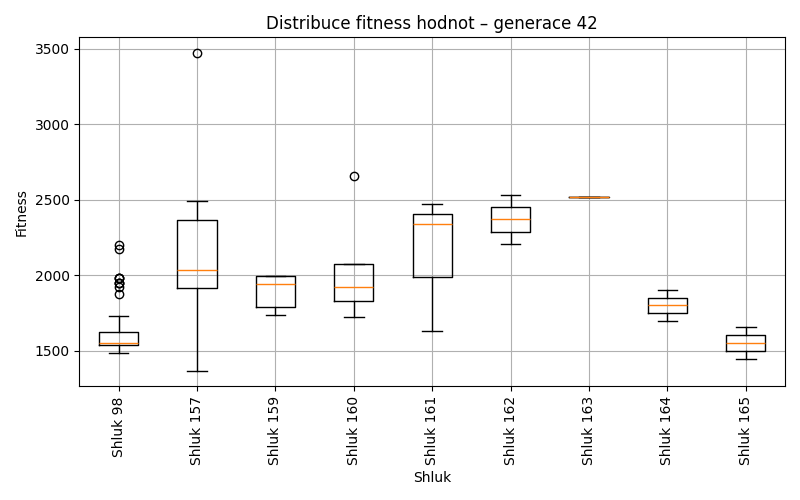 Distribuce fitness hodnot – generace 42
Fitness
3500
3000
2500
2000
1500
Shluk 98
Shluk 157
Shluk 159
Shluk 160
Shluk 161
Shluk 162
Shluk 163
Shluk 164
Shluk 165
Shluk